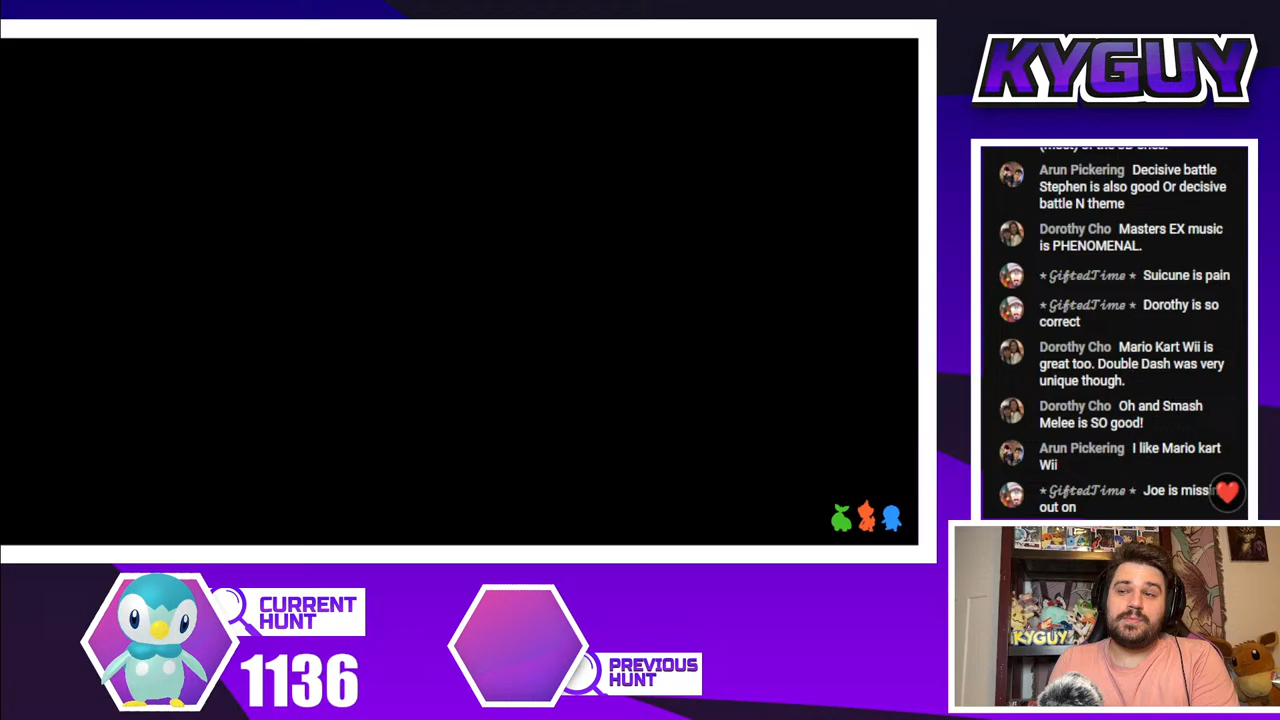 KYGUY
Arun Pickering Decisive battle
Stephen is also good Or decisive
battle N theme
Dorothy Cho Masters EX music
is PHENOMENAL.
⋆ 𝓖𝓲𝓯𝓽𝓮𝓭𝓣𝓲𝓶𝓮 ⋆ Suicune is pain
⋆ 𝓖𝓲𝓯𝓽𝓮𝓭𝓣𝓲𝓶𝓮 ⋆ Dorothy is so
correct
Dorothy Cho Mario Kart Wii is
great too. Double Dash was very
unique though.
Dorothy Cho Oh and Smash
Melee is SO good!
Arun Pickering I like Mario kart
Wii
⋆ 𝓖𝓲𝓯𝓽𝓮𝓭𝓣𝓲𝓶𝓮 ⋆ Joe is
out on
KYGUY
CURRENT
HUNT
1136
PREVIOUS
HUNT